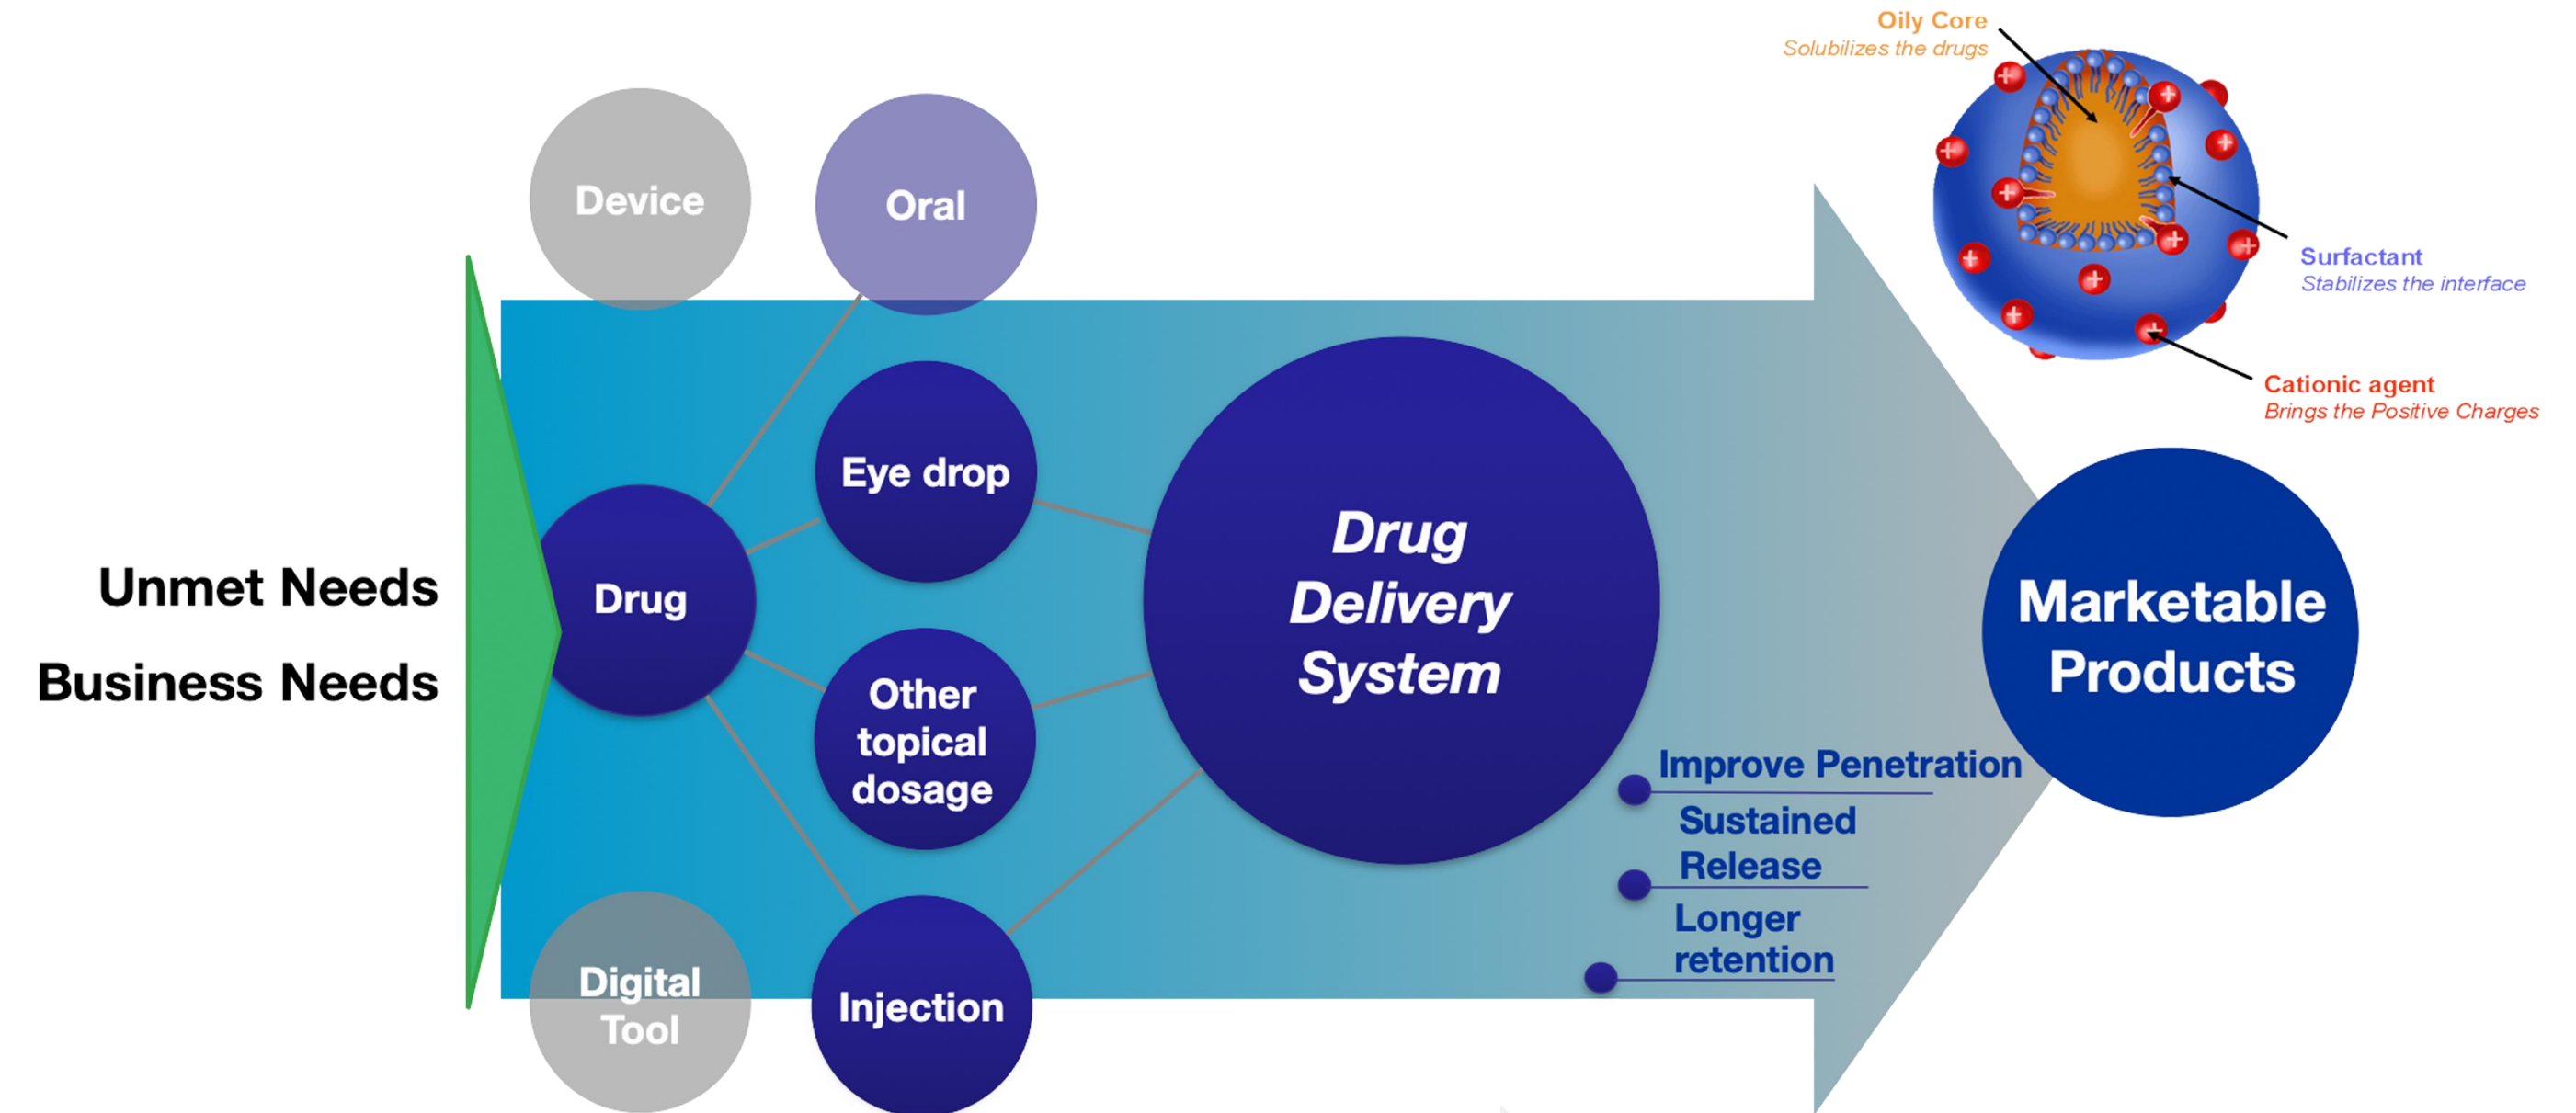 Oily Core
Solubilizes the drugs
Device
Oral
Surfactant
Stabilizes the interface
Cationic agent
Brings the Positive Charges
Eye drop
Unmet Needs
Business Needs
Drug
Other
topical
dosage
Drug
Delivery
System
Marketable
Products
Improve Penetration
Sustained
Release
Longer
retention
Digital
Tool
Injection